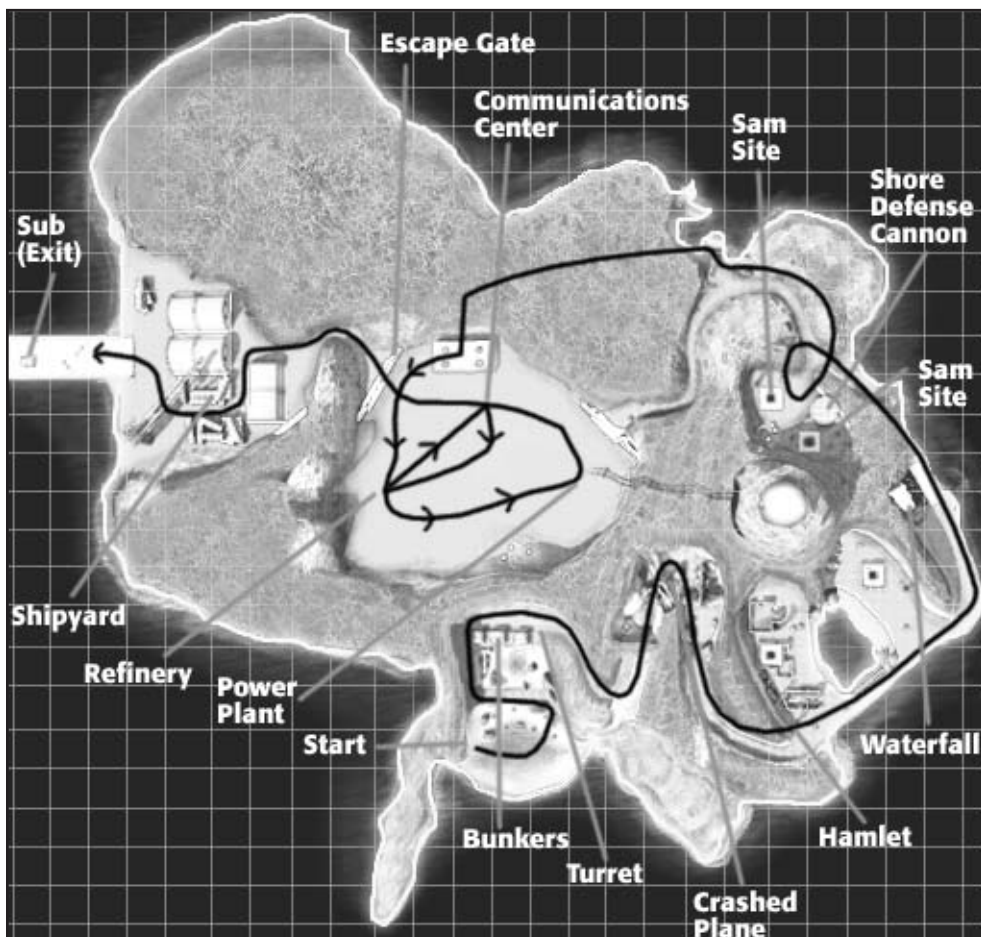 Escape Gate
Communications
Center
Sam
Site
Shore
Defense
Cannon
Sub
(Exit)
Sam
Site
Shipyard
Refinery
Power
Plant
Start
Waterfall
Bunkers
Hamlet
Turret
Crashed
Plane